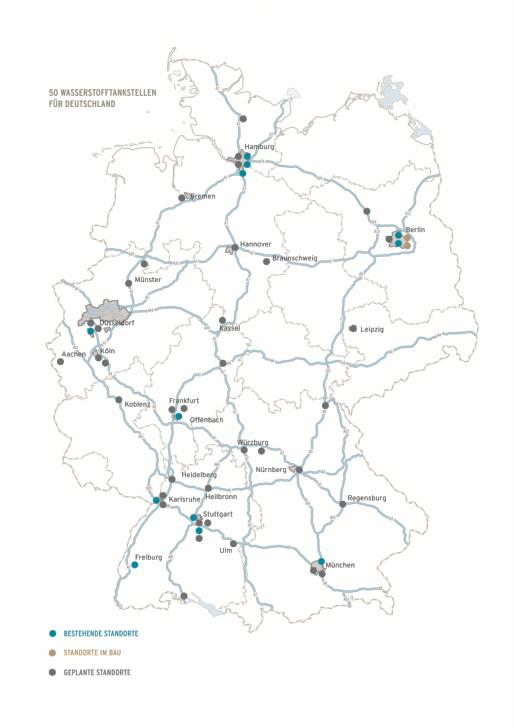 50 WASSERSTOFFTANKSTELLEN
FÜR DEUTSCHLAND
Hamburg
Bremen
Berlin
Hannover
Braunschweig
Münster
Düsseldorf
Kassel
Leipzig
Aachen
Köln
Koblenz
Frankfurt
Offenbach
Würzburg
Nürnberg
Heidelberg
Karlsruhe
Heilbronn
Regensburg
Stuttgart
Ulm
Freiburg
München
BESTEHENDE STANDORTE
STANDORTE IM BAU
GEPLANTE STANDORTE